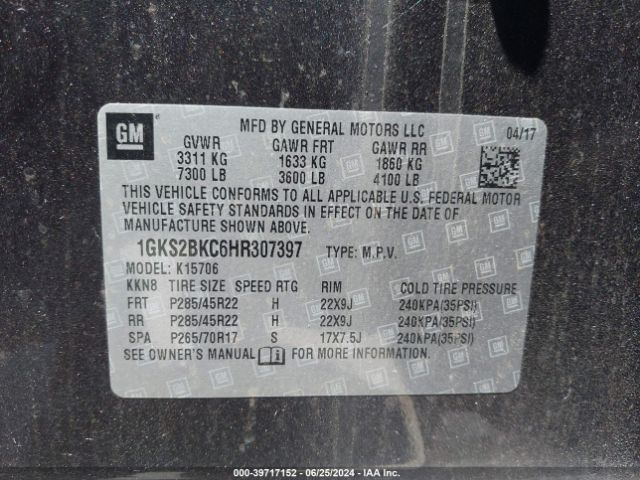 GM
MFD BY GENERAL MOTORS LLC 04/17
GVWR GAWR FRT GAWR RR
3311 KG 1633 KG 1860 KG
7300 LB 3600 LB 4100 LB
THIS VEHICLE CONFORMS TO ALL APPLICABLE U.S. FEDERAL MOTOR
VEHICLE SAFETY STANDARDS IN EFFECT ON THE DATE OF
MANUFACTURE SHOWN ABOVE.
1GKS2BKC6HR307397 TYPE: M.P.V.
MODEL: K15706
KKN8 TIRE SIZE SPEED RTG RIM COLD TIRE PRESSURE
FRT P285/45R22 H 22X9J 240KPA(35PSI)
RR P285/45R22 H 22X9J 240KPA(35PSI)
SPA P265/70R17 S 17X7.5J 240KPA(35PSI)
SEE OWNER'S MANUAL FOR MORE INFORMATION.
000-39717152 - 06/25/2024 - IAA Inc.